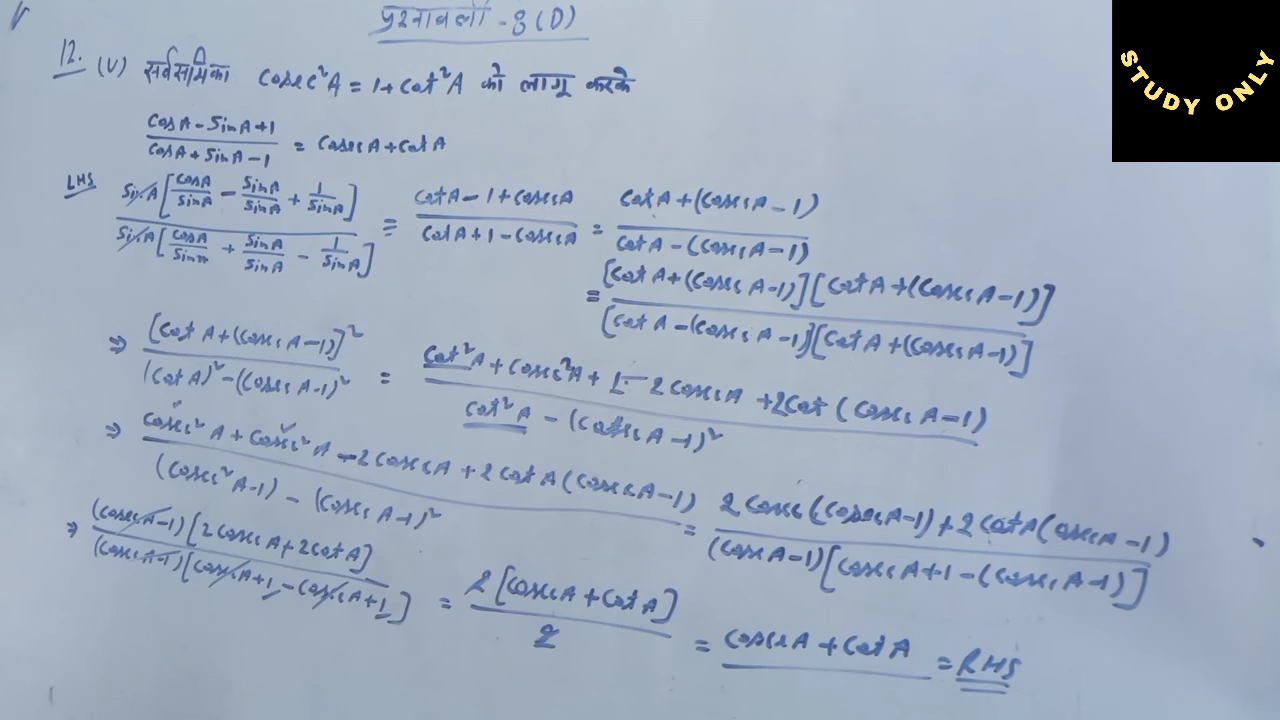 प्रश्नावली - 8 (D)
12. (V) सर्वसमिका cosec²A = 1 + cot²A को लागू करके
STUDY ONLY
(cosA - SinA + 1) / (cosA + SinA - 1) = cosecA + cotA
LHS SinA[cosA/SinA - SinA/SinA + 1/SinA] / SinA[cosA/SinA + SinA/SinA - 1/SinA] = (cotA - 1 + cosecA) / (cotA + 1 - cosecA) = (cotA + (cosecA - 1)) / (cotA - (cosecA - 1))
= [cotA + (cosecA - 1)][cotA + (cosecA - 1)] / [cotA - (cosecA - 1)][cotA + (cosecA - 1)]
⇒ [cotA + (cosecA - 1)]² / (cotA)² - (cosecA - 1)² = cot²A + cosec²A + 1 - 2cosecA + 2cot(cosecA - 1) / cot²A - (cosecA - 1)²
⇒ cosec²A + cosec²A - 2cosecA + 2cotA(cosecA - 1) / (cosec²A - 1) - (cosecA - 1)² = 2cosec(cosecA - 1) + 2cotA(cosecA - 1) / (cosecA - 1)[cosecA + 1 - (cosecA - 1)]
⇒ (cosecA - 1)[2cosecA + 2cotA] / (cosecA - 1)[cosecA + 1 - cosecA + 1] = 2[cosecA + cotA] / 2 = cosecA + cotA = RHS